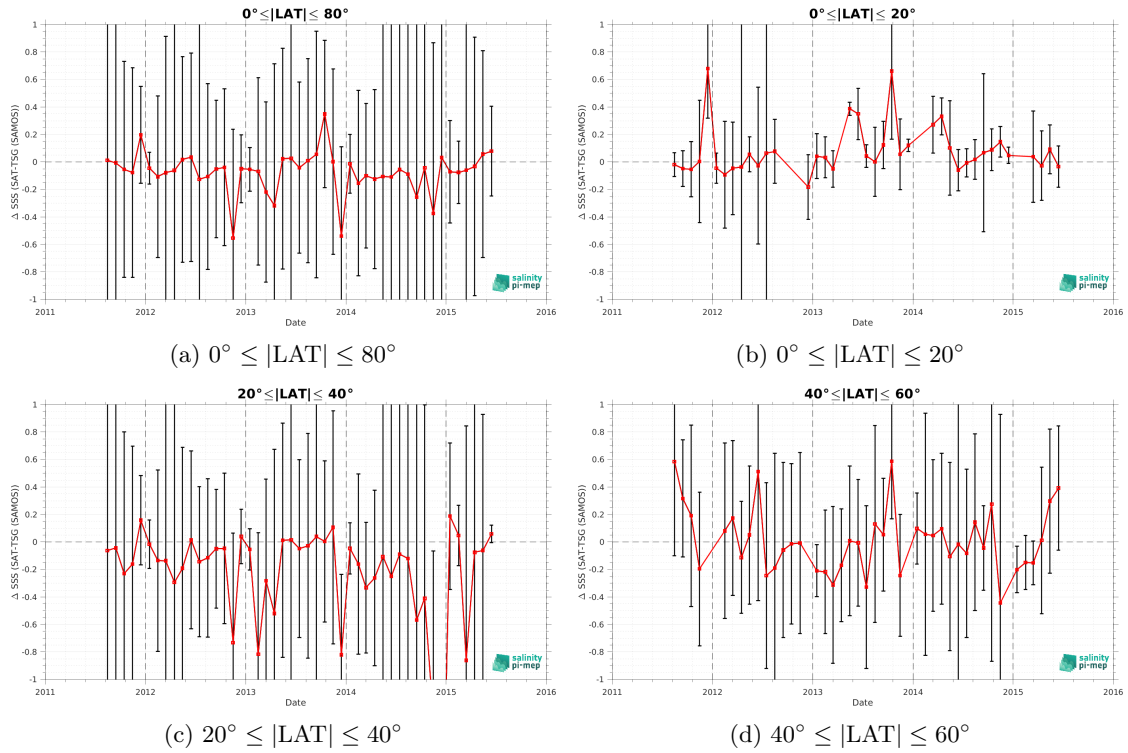 0°≤|LAT|≤ 80°
Δ SSS (SAT-TSG (SAMOS))
1
0.8
0.6
0.4
0.2
0
-0.2
-0.4
-0.6
-0.8
-1
salinity
pi-mep
2011 2012 2013 2014 2015 2016
Date
(a) 0° ≤ |LAT| ≤ 80°
0°≤|LAT|≤ 20°
Δ SSS (SAT-TSG (SAMOS))
1
0.8
0.6
0.4
0.2
0
-0.2
-0.4
-0.6
-0.8
-1
salinity
pi-mep
2011 2012 2013 2014 2015 2016
Date
(b) 0° ≤ |LAT| ≤ 20°
20°≤|LAT|≤ 40°
Δ SSS (SAT-TSG (SAMOS))
1
0.8
0.6
0.4
0.2
0
-0.2
-0.4
-0.6
-0.8
-1
salinity
pi-mep
2011 2012 2013 2014 2015 2016
Date
(c) 20° ≤ |LAT| ≤ 40°
40°≤|LAT|≤ 60°
Δ SSS (SAT-TSG (SAMOS))
1
0.8
0.6
0.4
0.2
0
-0.2
-0.4
-0.6
-0.8
-1
salinity
pi-mep
2011 2012 2013 2014 2015 2016
Date
(d) 40° ≤ |LAT| ≤ 60°